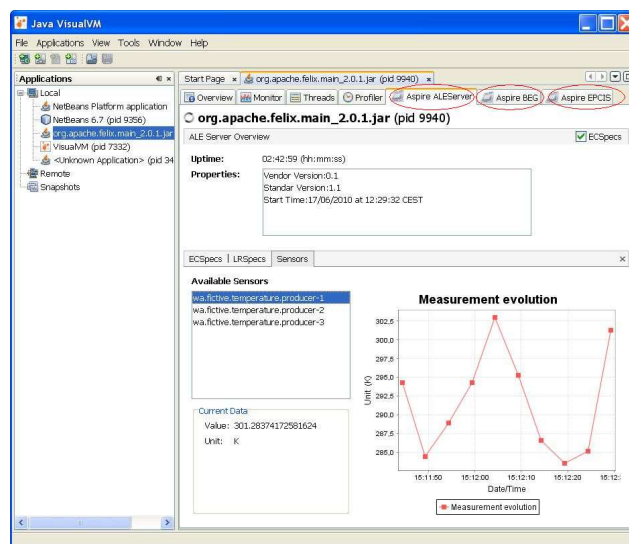 Java VisualVM
File Applications View Tools Window Help
Applications
Local
NetBeans Platform application
NetBeans 6.7 (pid 9356)
org.apache.felix.main_2.0.1.jar
VisualVM (pid 7332)
<Unknown Application> (pid 34
Remote
Snapshots
Start Page org.apache.felix.main_2.0.1.jar (pid 9940)
Overview Monitor Threads Profiler Aspire ALEServer Aspire BEG Aspire EPCIS
org.apache.felix.main_2.0.1.jar (pid 9940)
ALE Server Overview ECSpecs
Uptime: 02:42:59 (hh:mm:ss)
Properties:
Vendor Version:0.1
Standar Version:1.1
Start Time:17/06/2010 at 12:29:32 CEST
ECSpecs LRSpecs Sensors
Available Sensors
wa.fictive.temperature.producer-1
wa.fictive.temperature.producer-2
wa.fictive.temperature.producer-3
Current Data
Value: 301.28374172581624
Unit: K
Measurement evolution
302,5
300,0
297,5
295,0
292,5
290,0
287,5
285,0
Unit (K)
15:11:50 15:12:00 15:12:10 15:12:20 15:12:
Date/Time
Measurement evolution